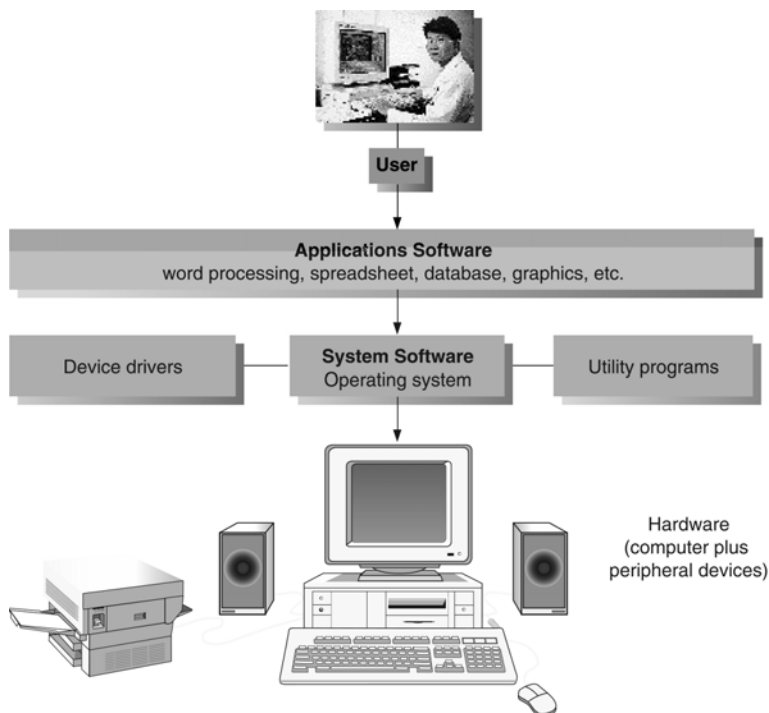 User
Applications Software
word processing, spreadsheet, database, graphics, etc.
Device drivers
System Software
Operating system
Utility programs
Hardware
(computer plus
peripheral devices)